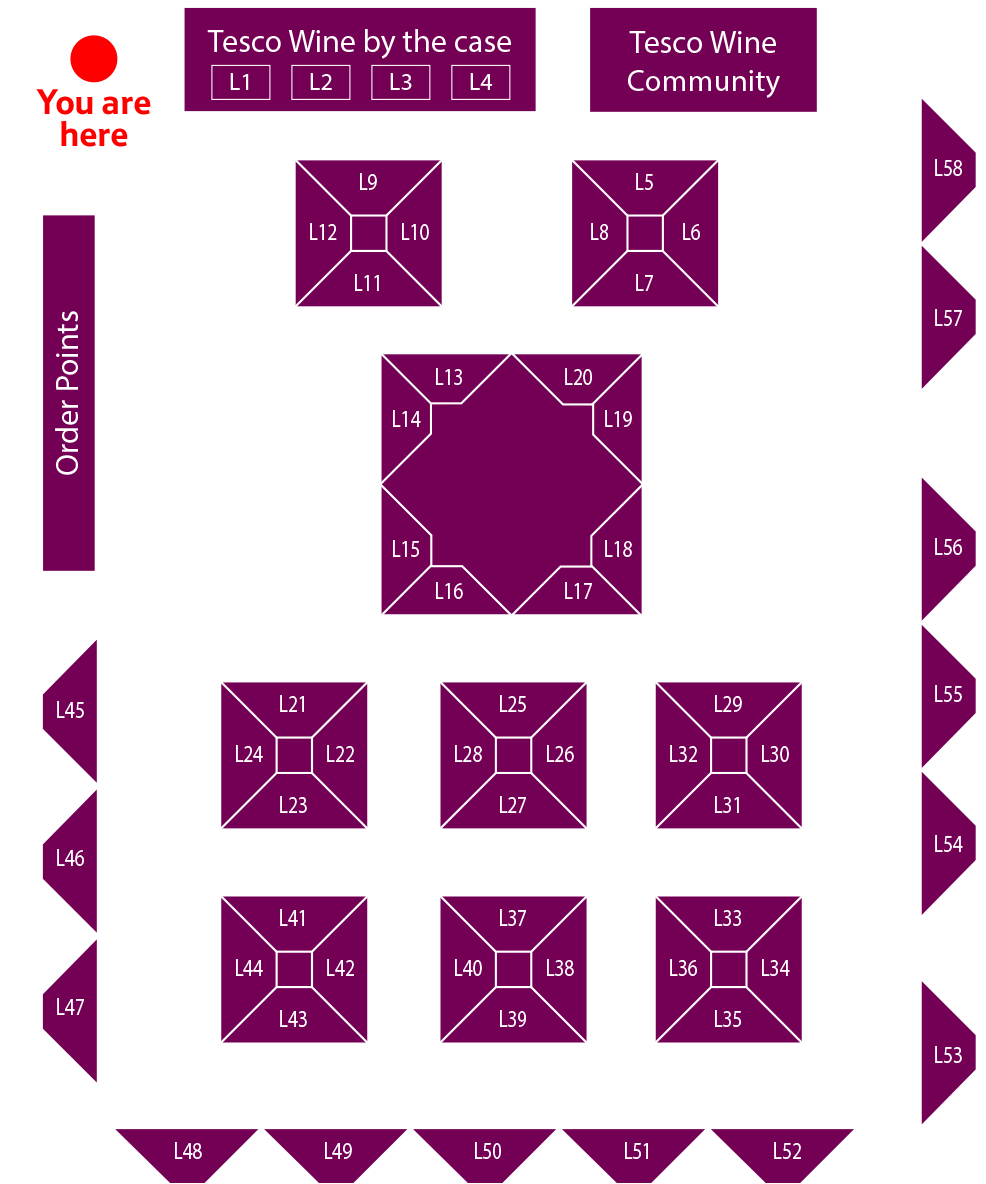 You are
here
Tesco Wine by the case
L1 L2 L3 L4
Tesco Wine
Community
Order Points
L9
L12 L10
L11
L5
L8 L6
L7
L58
L57
L13 L20
L14 L19
L15 L18
L16 L17
L56
L55
L54
L53
L45
L46
L47
L21
L24 L22
L23
L25
L28 L26
L27
L29
L32 L30
L31
L41
L44 L42
L43
L37
L40 L38
L39
L33
L36 L34
L35
L48 L49 L50 L51 L52